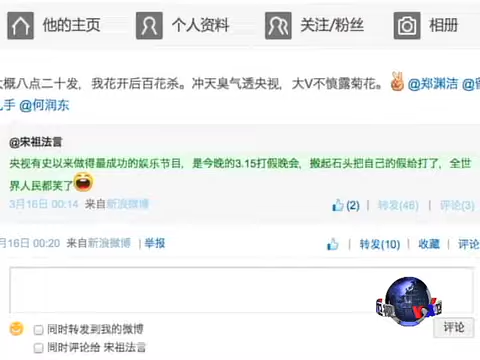 他的主页 个人资料 关注/粉丝 相册
大概八点二十发，我花开后百花杀。冲天臭气透央视，大V不慎露菊花。 @郑渊洁
手 @何润东
@宋祖法言
央视有史以来做得最成功的娱乐节目，是今晚的3.15打假晚会，搬起石头把自己的假给打了，全世
界人民都笑了
3月16日 00:14 来自新浪微博 (2) | 转发(46) | 评论(3)
月16日 00:20 来自新浪微博 | 举报 转发(10) | 收藏 | 评论
评论
同时转发到我的微博
同时评论给 宋祖法言